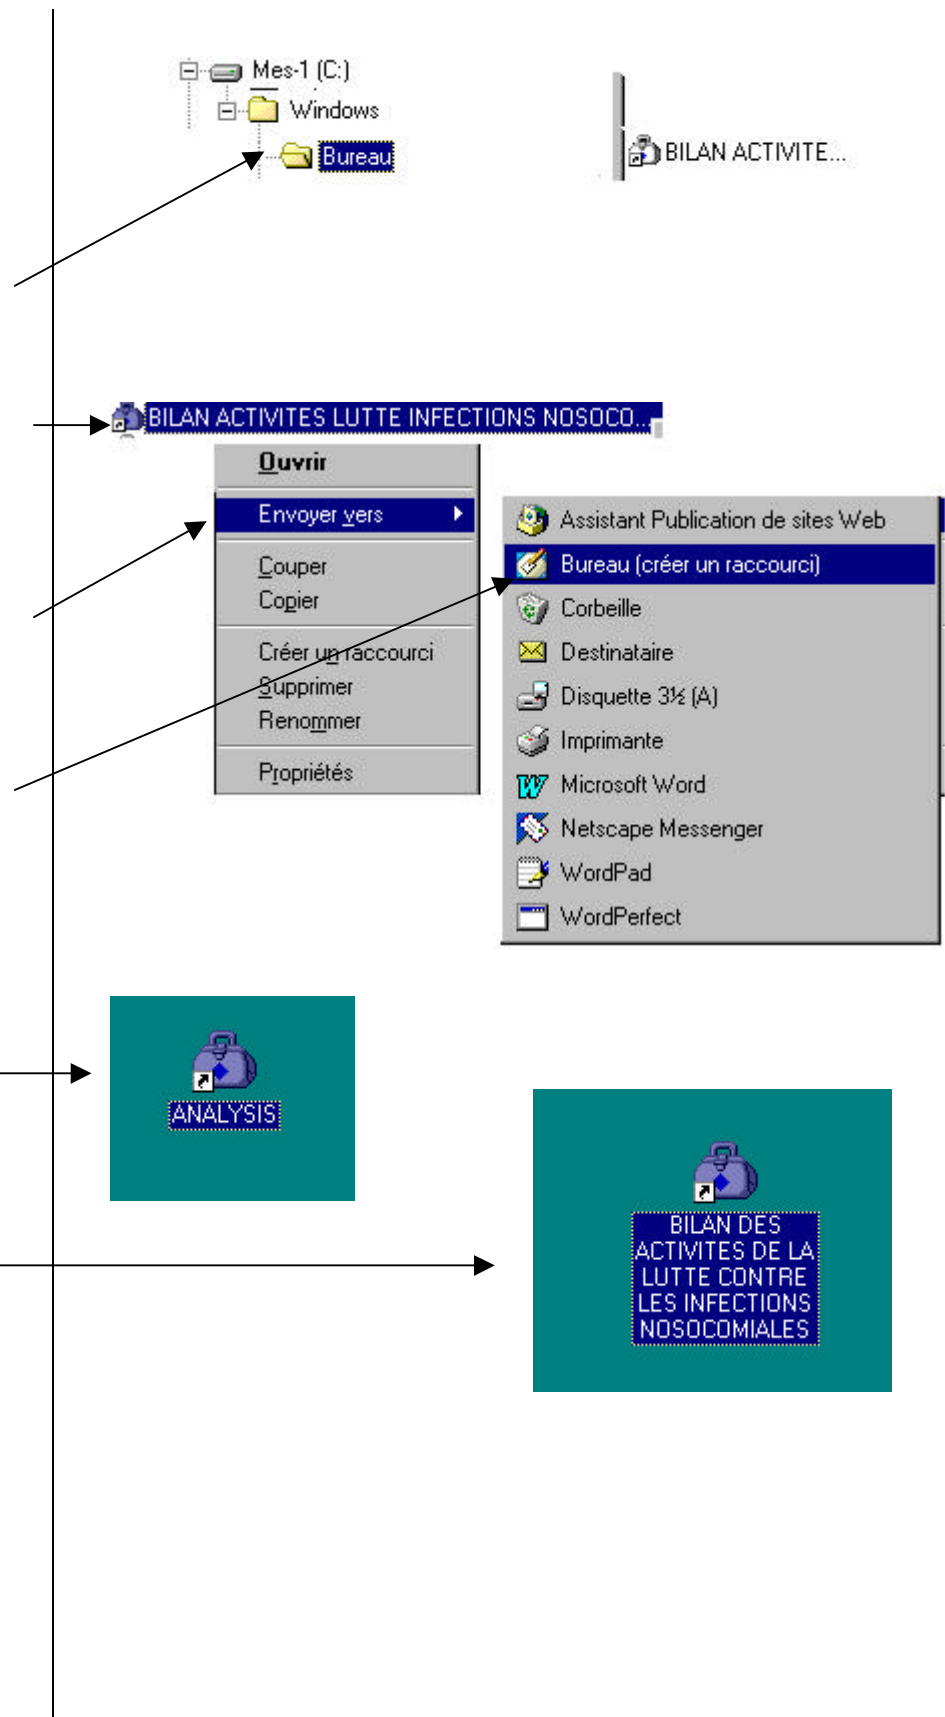 Mes-1 (C:)
Windows
Bureau
BILAN ACTIVITE...
BILAN ACTIVITES LUTTE INFECTIONS NOSOCO...
Ouvrir
Envoyer vers
Couper
Copier
Créer un raccourci
Supprimer
Renommer
Propriétés
Assistant Publication de sites Web
Bureau (créer un raccourci)
Corbeille
Destinataire
Disquette 3½ (A)
Imprimante
Microsoft Word
Netscape Messenger
WordPad
WordPerfect
ANALYSIS
BILAN DES
ACTIVITES DE LA
LUTTE CONTRE
LES INFECTIONS
NOSOCOMIALES